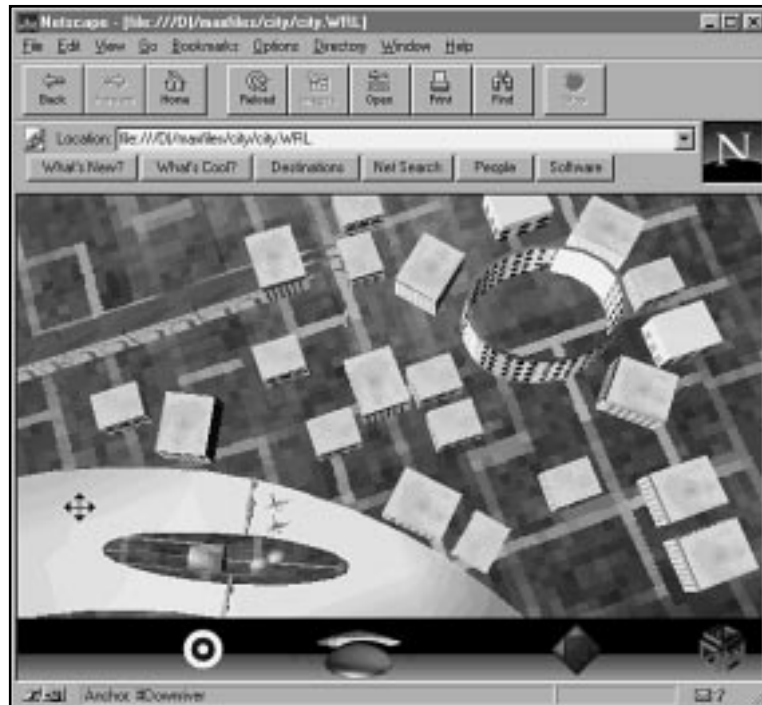 Netscape - [file:///D|/maxfiles/city/city.WRL]
File Edit View Go Bookmarks Options Directory Window Help
Back Home Reload Open Print Find
Location: file:///D|/maxfiles/city/city.WRL
N
What's New? What's Cool? Destinations Net Search People Software
Anchor: #Downriver